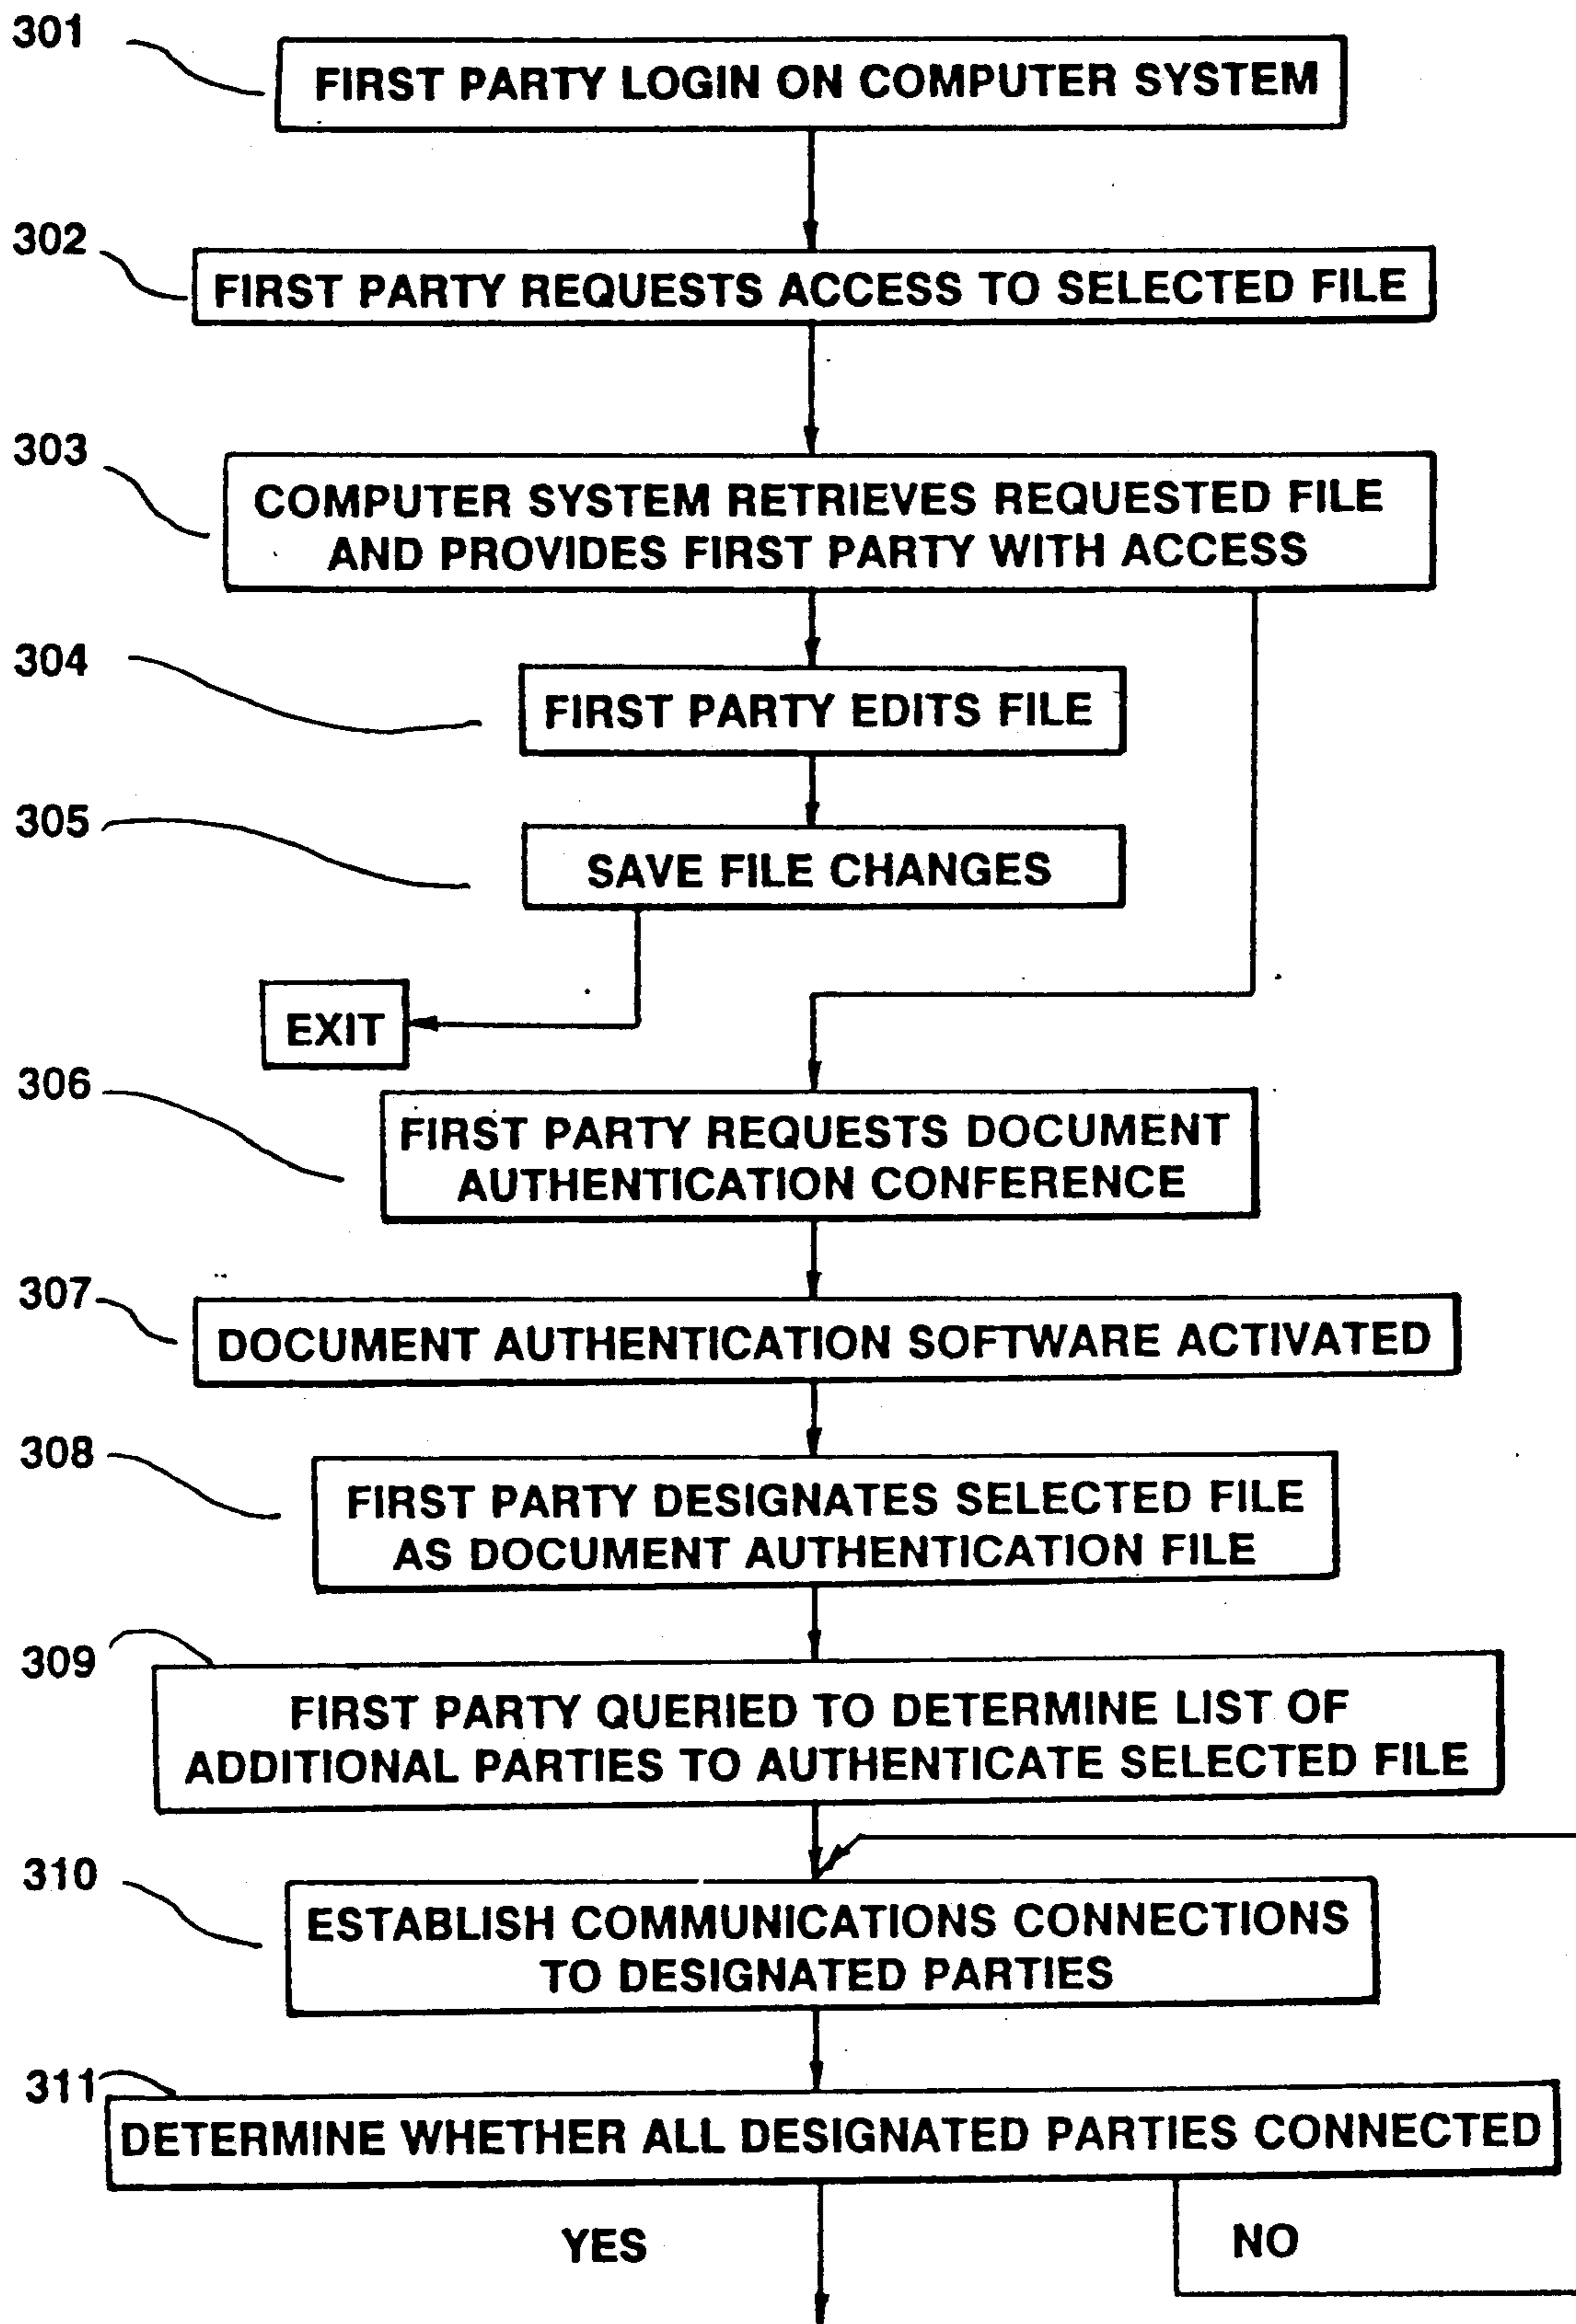 301
FIRST PARTY LOGIN ON COMPUTER SYSTEM
302
FIRST PARTY REQUESTS ACCESS TO SELECTED FILE
303
COMPUTER SYSTEM RETRIEVES REQUESTED FILE
AND PROVIDES FIRST PARTY WITH ACCESS
304
FIRST PARTY EDITS FILE
305
SAVE FILE CHANGES
EXIT
306
FIRST PARTY REQUESTS DOCUMENT
AUTHENTICATION CONFERENCE
307
DOCUMENT AUTHENTICATION SOFTWARE ACTIVATED
308
FIRST PARTY DESIGNATES SELECTED FILE
AS DOCUMENT AUTHENTICATION FILE
309
FIRST PARTY QUERIED TO DETERMINE LIST OF
ADDITIONAL PARTIES TO AUTHENTICATE SELECTED FILE
310
ESTABLISH COMMUNICATIONS CONNECTIONS
TO DESIGNATED PARTIES
311
DETERMINE WHETHER ALL DESIGNATED PARTIES CONNECTED
YES
NO